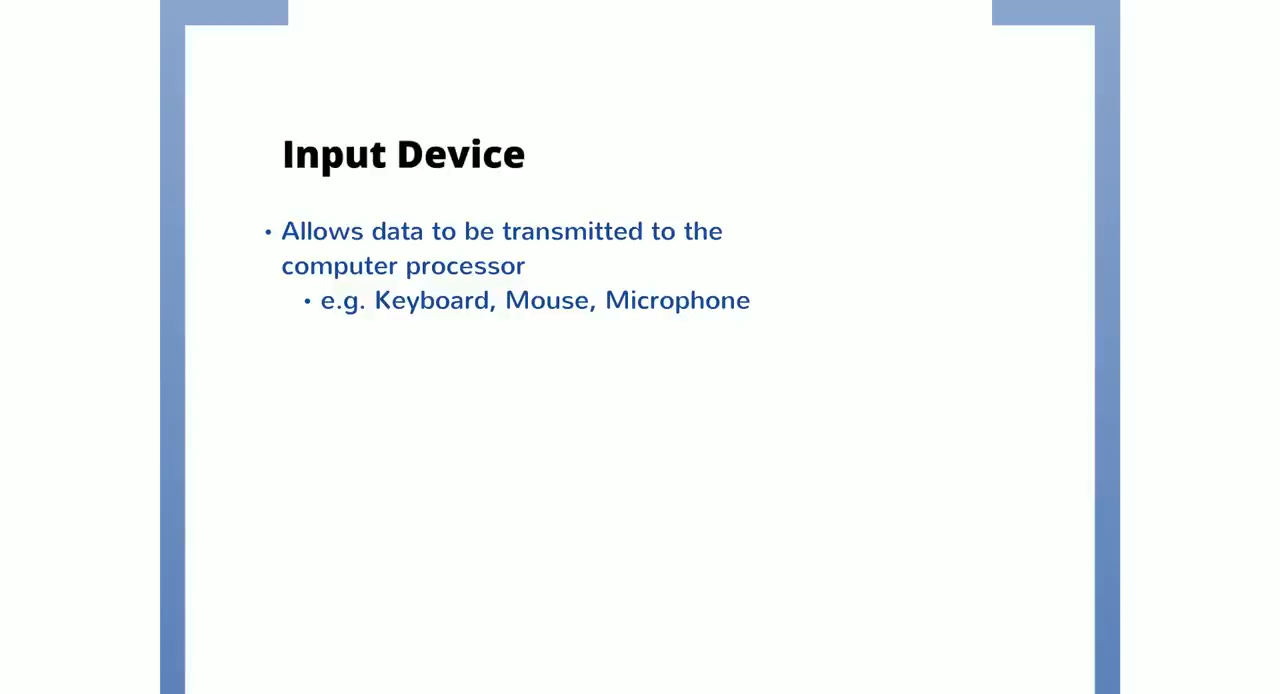 Input Device
• Allows data to be transmitted to the
computer processor
• e.g. Keyboard, Mouse, Microphone